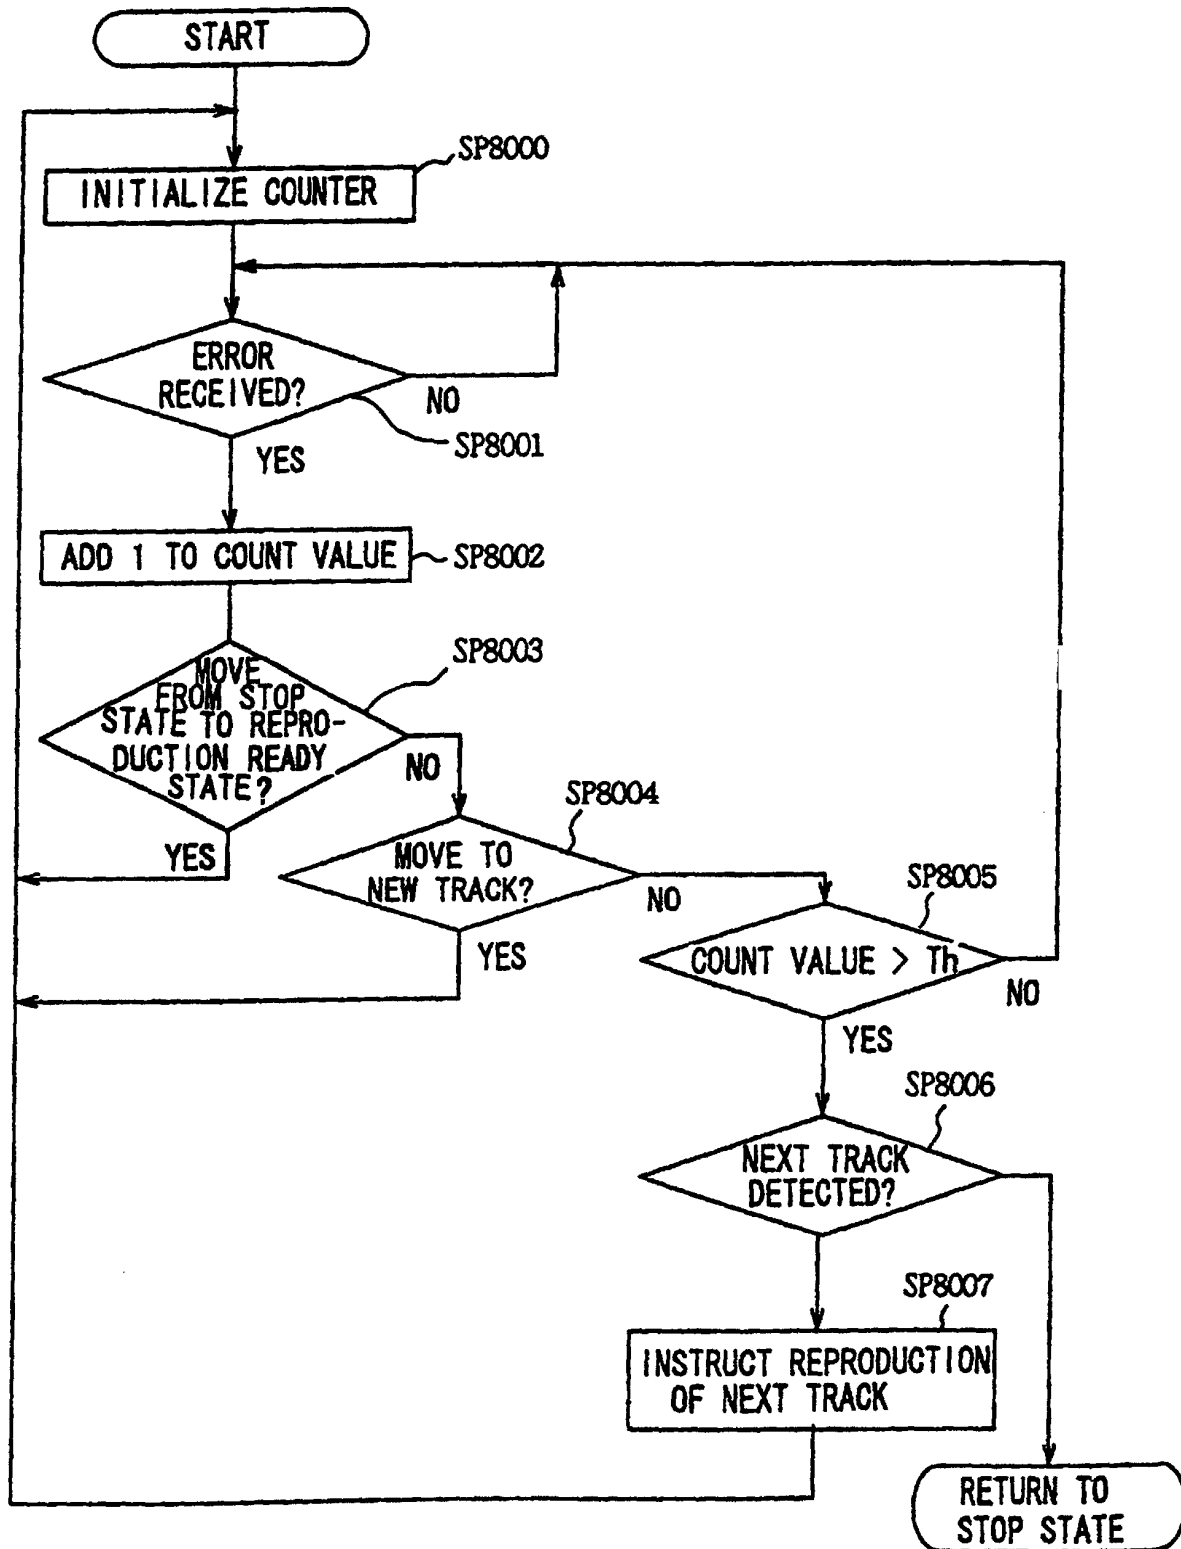 START
SP8000
INITIALIZE COUNTER
ERROR
RECEIVED?
NO
SP8001
YES
ADD 1 TO COUNT VALUE
SP8002
SP8003
MOVE
FROM STOP
STATE TO REPRO-
DUCTION READY
STATE?
NO
YES
SP8004
MOVE TO
NEW TRACK?
NO
YES
SP8005
COUNT VALUE > Th
NO
YES
SP8006
NEXT TRACK
DETECTED?
SP8007
INSTRUCT REPRODUCTION
OF NEXT TRACK
RETURN TO
STOP STATE